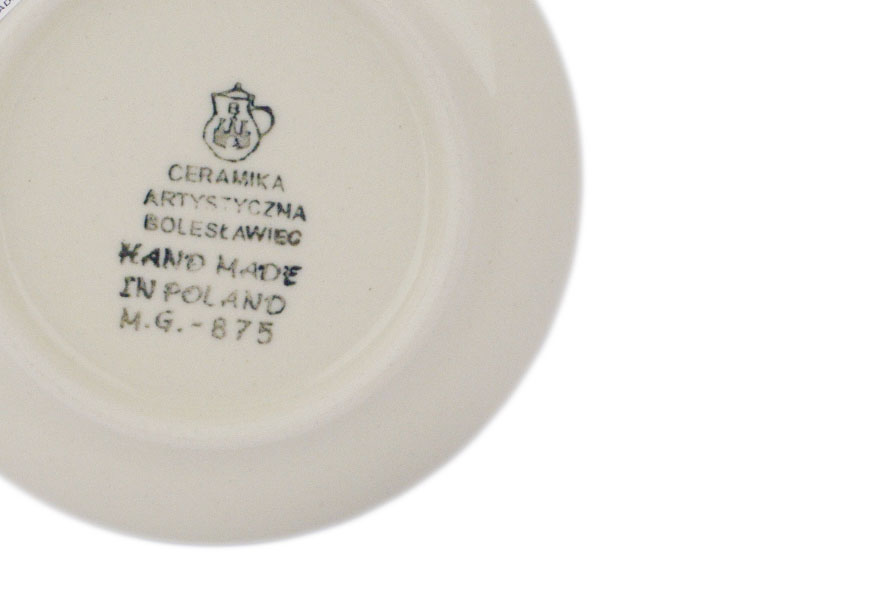 B
CERAMIKA
ARTYSTYCZNA
BOLESŁAWIEC
HAND MADE
IN POLAND
M.G.-875